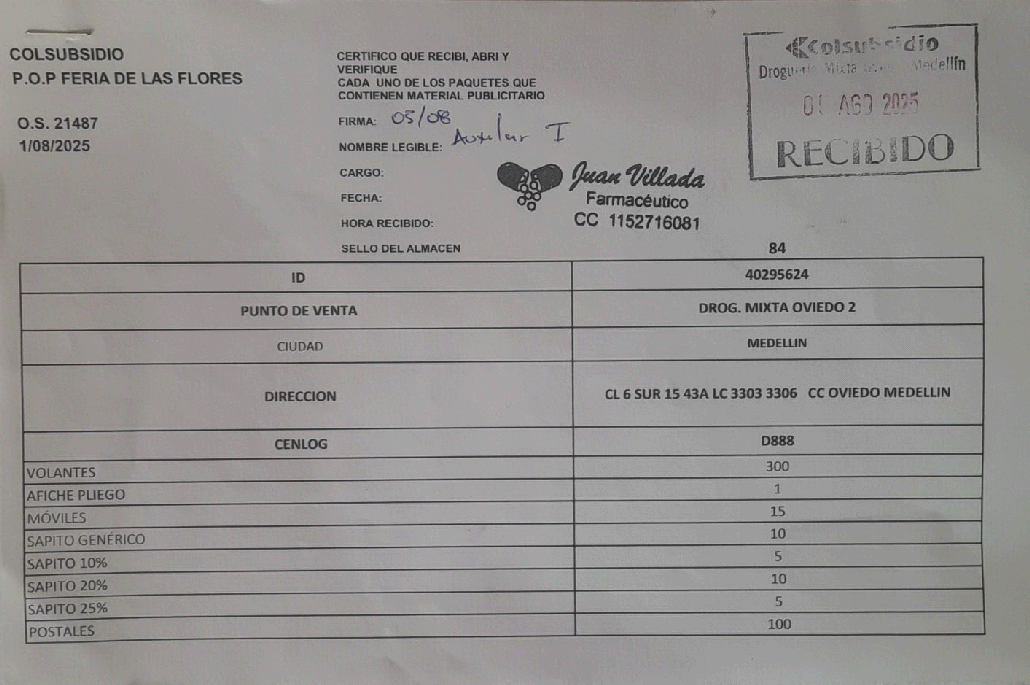 COLSUBSIDIO
P.O.P FERIA DE LAS FLORES
O.S. 21487
1/08/2025
CERTIFICO QUE RECIBI, ABRI Y
VERIFIQUE
CADA UNO DE LOS PAQUETES QUE
CONTIENEN MATERIAL PUBLICITARIO
FIRMA: 05/08
NOMBRE LEGIBLE: Auxiliar I
CARGO:
FECHA:
HORA RECIBIDO:
SELLO DEL ALMACEN
Juan Villada
Farmacéutico
CC 1152716081
Colsubsidio
Droguería Mixta Medellín
AGO 2025
RECIBIDO
84
ID 40295624
PUNTO DE VENTA DROG. MIXTA OVIEDO 2
CIUDAD MEDELLIN
DIRECCION CL 6 SUR 15 43A LC 3303 3306 CC OVIEDO MEDELLIN
CENLOG D888
VOLANTES 300
AFICHE PLIEGO 1
MÓVILES 15
SAPITO GENÉRICO 10
SAPITO 10% 5
SAPITO 20% 10
SAPITO 25% 5
POSTALES 100